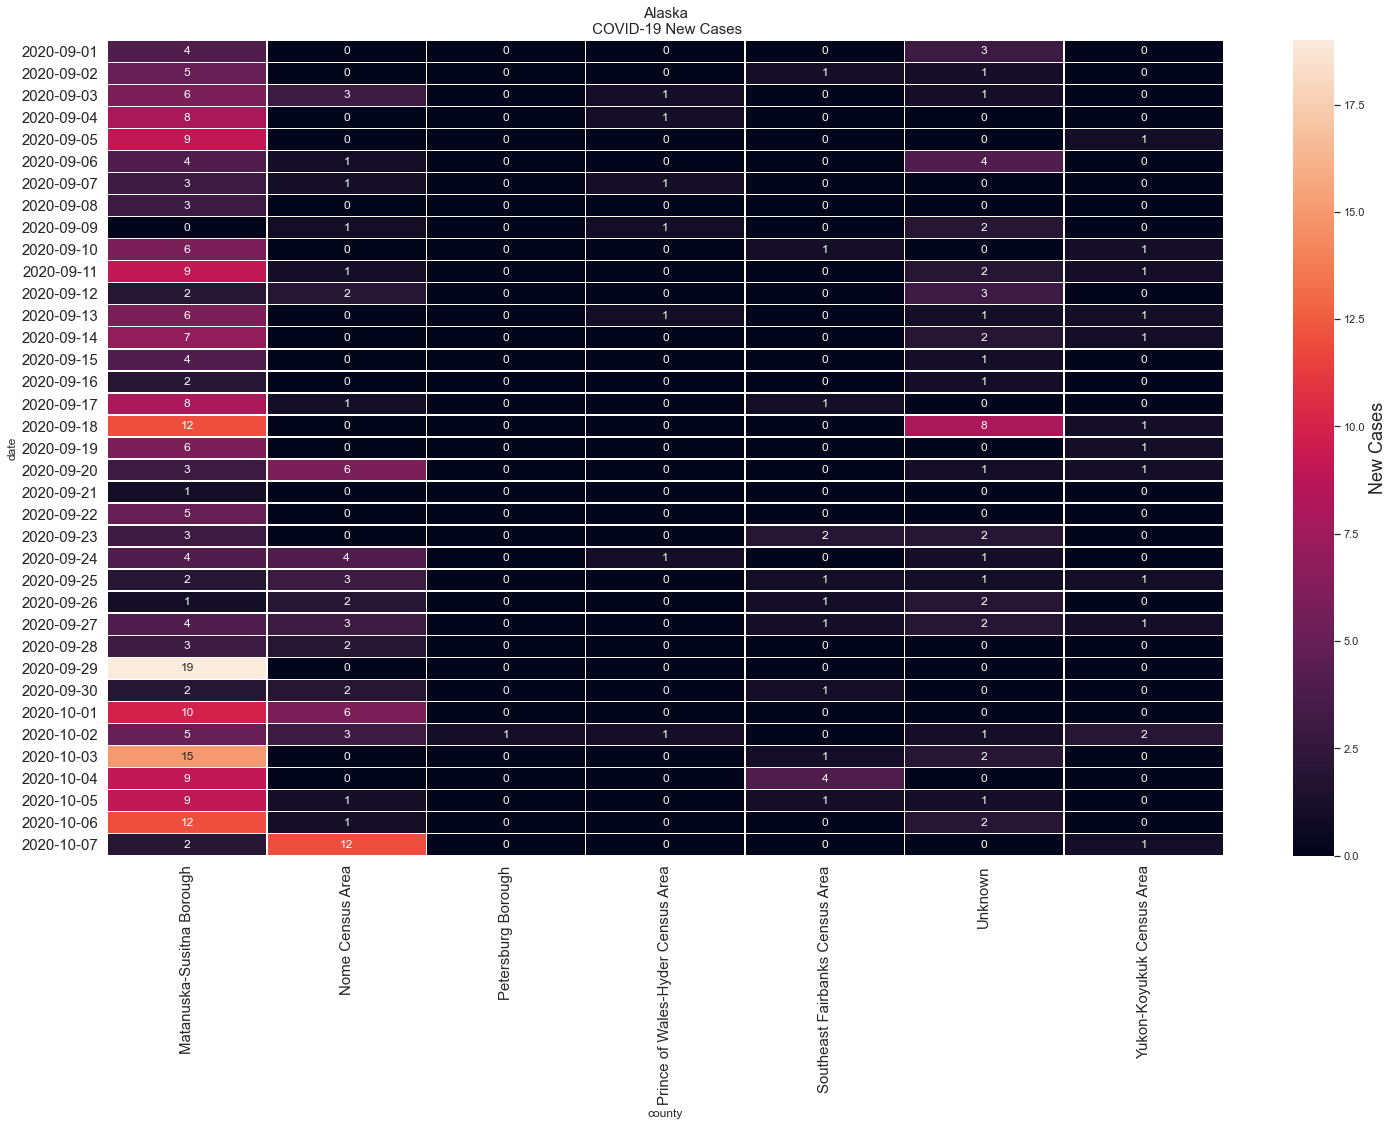 Alaska
COVID-19 New Cases
2020-09-01 4 0 0 0 0 3 0
2020-09-02 5 0 0 0 1 1 0
2020-09-03 6 3 0 1 0 1 0
2020-09-04 8 0 0 1 0 0 0
2020-09-05 9 0 0 0 0 0 1
2020-09-06 4 1 0 0 0 4 0
2020-09-07 3 1 0 1 0 0 0
2020-09-08 3 0 0 0 0 0 0
2020-09-09 0 1 0 1 0 2 0
2020-09-10 6 0 0 0 1 0 1
2020-09-11 9 1 0 0 0 2 1
2020-09-12 2 2 0 0 0 3 0
2020-09-13 6 0 0 1 0 1 1
2020-09-14 7 0 0 0 0 2 1
2020-09-15 4 0 0 0 0 1 0
2020-09-16 2 0 0 0 0 1 0
2020-09-17 8 1 0 0 1 0 0
2020-09-18 12 0 0 0 0 8 1
2020-09-19 6 0 0 0 0 0 1
2020-09-20 3 6 0 0 0 1 1
2020-09-21 1 0 0 0 0 0 0
2020-09-22 5 0 0 0 0 0 0
2020-09-23 3 0 0 0 2 2 0
2020-09-24 4 4 0 1 0 1 0
2020-09-25 2 3 0 0 1 1 1
2020-09-26 1 2 0 0 1 2 0
2020-09-27 4 3 0 0 1 2 1
2020-09-28 3 2 0 0 0 0 0
2020-09-29 19 0 0 0 0 0 0
2020-09-30 2 2 0 0 1 0 0
2020-10-01 10 6 0 0 0 0 0
2020-10-02 5 3 1 1 0 1 2
2020-10-03 15 0 0 0 1 2 0
2020-10-04 9 0 0 0 4 0 0
2020-10-05 9 1 0 0 1 1 0
2020-10-06 12 1 0 0 0 2 0
2020-10-07 2 12 0 0 0 0 1
date
Matanuska-Susitna Borough
Nome Census Area
Petersburg Borough
Prince of Wales-Hyder Census Area
Southeast Fairbanks Census Area
Unknown
Yukon-Koyukuk Census Area
county
17.5
15.0
12.5
10.0
7.5
5.0
2.5
0.0
New Cases